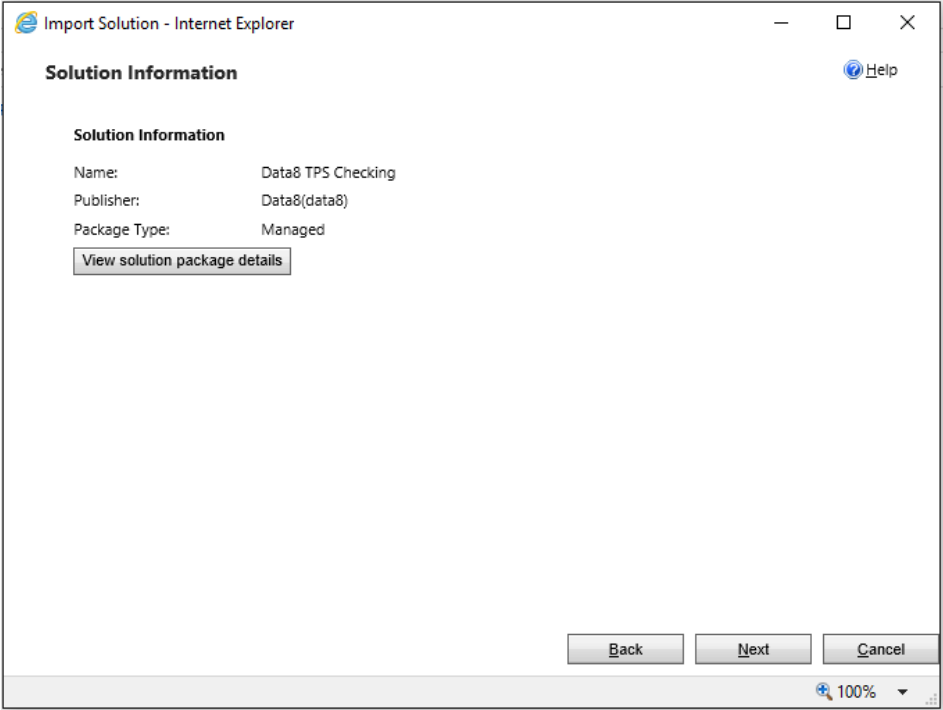 Import Solution - Internet Explorer
Solution Information
Help
Solution Information
Name: Data8 TPS Checking
Publisher: Data8(data8)
Package Type: Managed
View solution package details
Back Next Cancel
100%